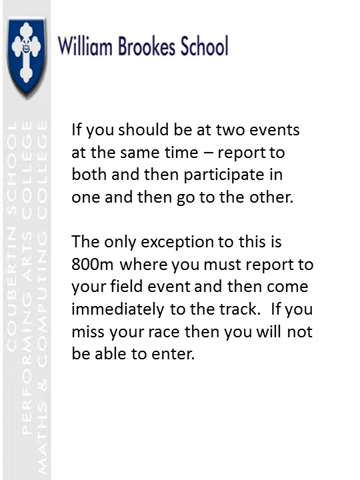 William Brookes School
If you should be at two events
at the same time – report to
both and then participate in
one and then go to the other.
The only exception to this is
800m where you must report to
your field event and then come
immediately to the track.  If you
miss your race then you will not
be able to enter.
COUBERTIN SCHOOL
PERFORMING ARTS COLLEGE
MATHS & COMPUTING COLLEGE